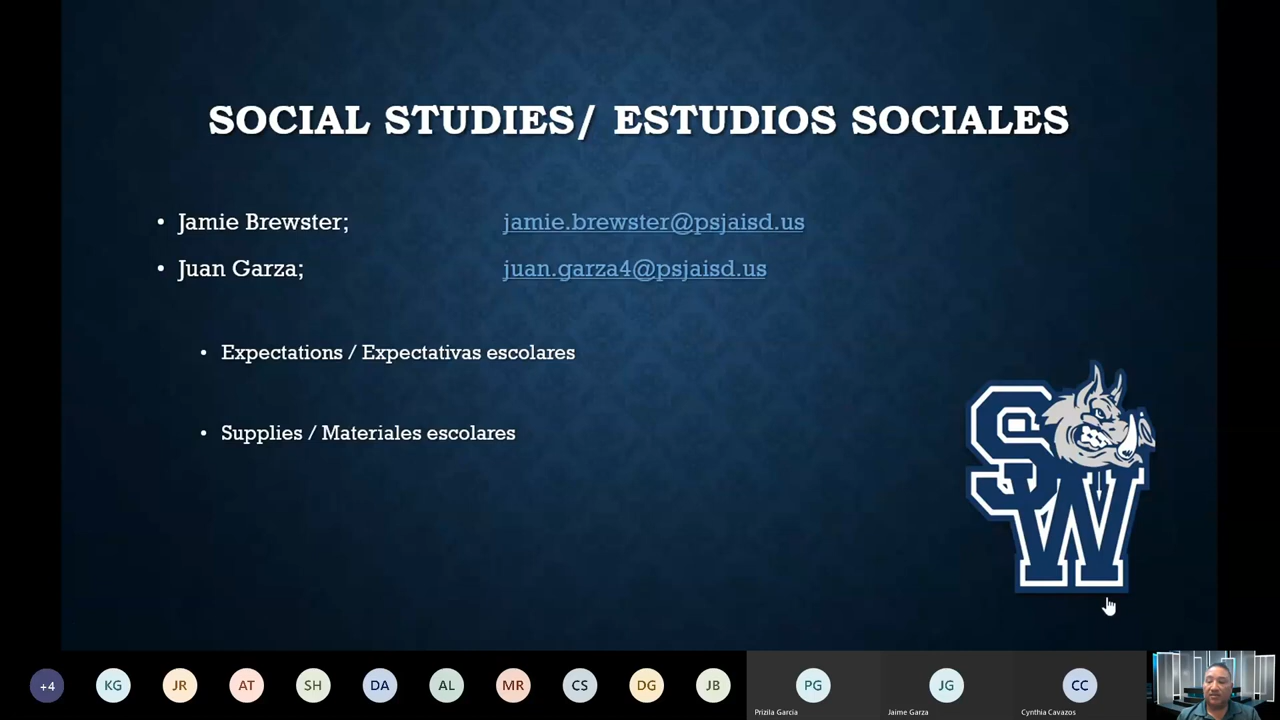 SOCIAL STUDIES/ ESTUDIOS SOCIALES
• Jamie Brewster; jamie.brewster@psjaisd.us
• Juan Garza; juan.garza4@psjaisd.us
• Expectations / Expectativas escolares
• Supplies / Materiales escolares
SW
+4 KG JR AT SH DA AL MR CS DG JB PG JG CC
Prizila Garcia Jaime Garza Cynthia Cavazos